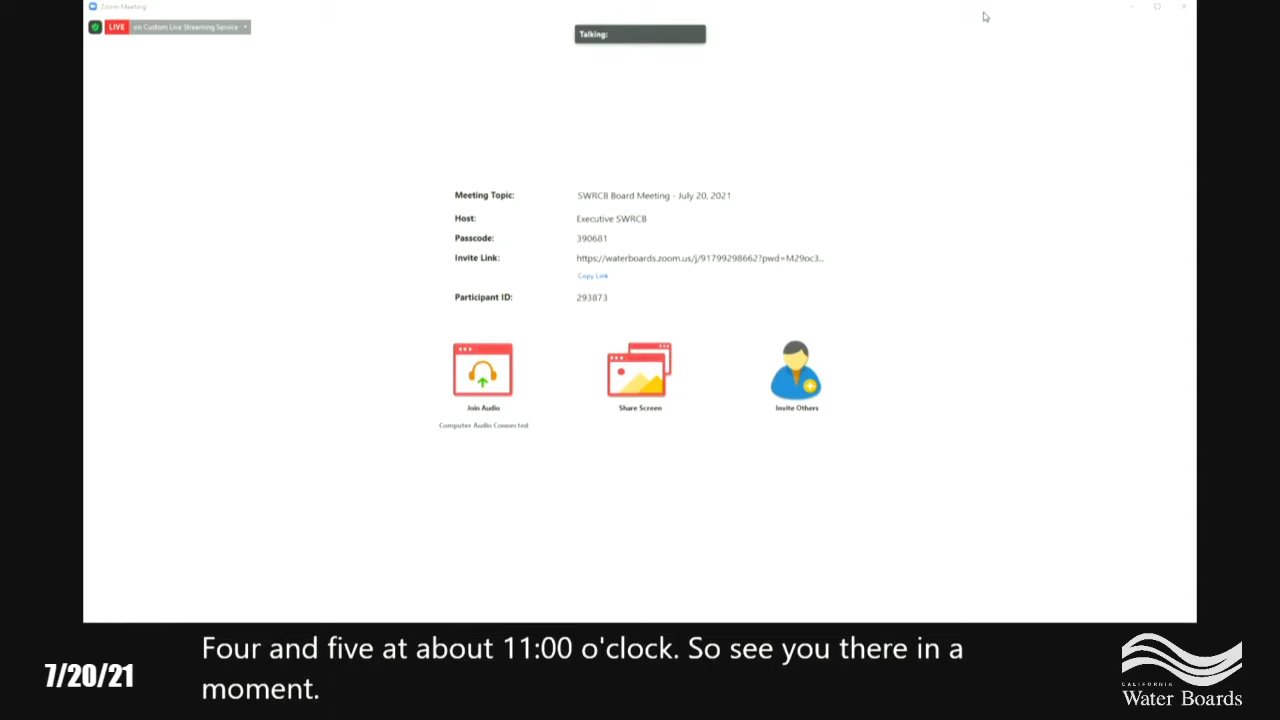 Zoom Meeting
LIVE on Custom Live Streaming Service
Talking:
Meeting Topic: SWRCB Board Meeting - July 20, 2021
Host: Executive SWRCB
Passcode: 390681
Invite Link: https://waterboards.zoom.us/j/91799298662?pwd=M29oc3...
Copy Link
Participant ID: 293873
Join Audio Share Screen Invite Others
Computer Audio Connected
Four and five at about 11:00 o'clock. So see you there in a
moment.
7/20/21
CALIFORNIA
Water Boards